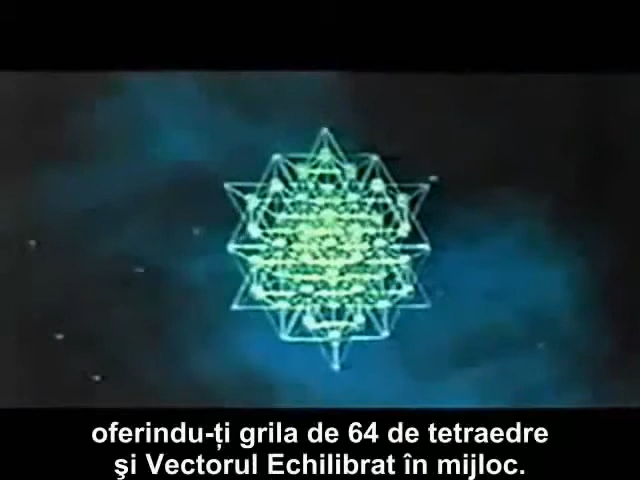 oferindu-ți grila de 64 de tetraedre
şi Vectorul Echilibrat în mijloc.